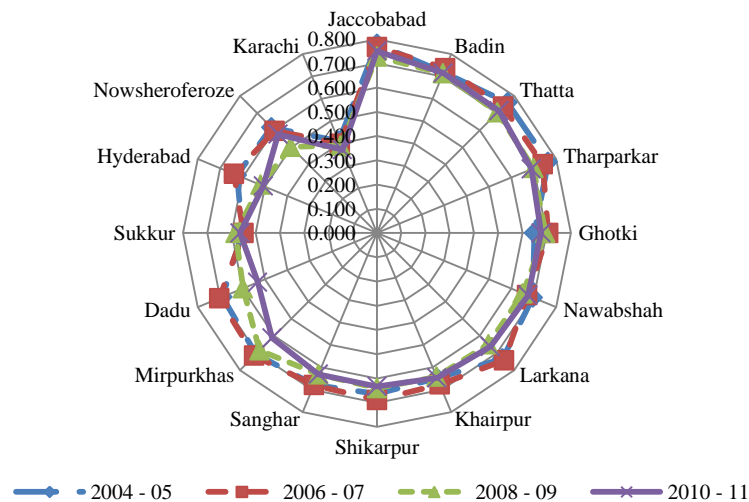 Jaccobabad
Badin
Thatta
Tharparkar
Ghotki
Nawabshah
Larkana
Khairpur
Shikarpur
Sanghar
Mirpurkhas
Dadu
Sukkur
Hyderabad
Nowsheroferoze
Karachi
0.800
0.700
0.600
0.500
0.400
0.300
0.200
0.100
0.000
2004 - 05
2006 - 07
2008 - 09
2010 - 11